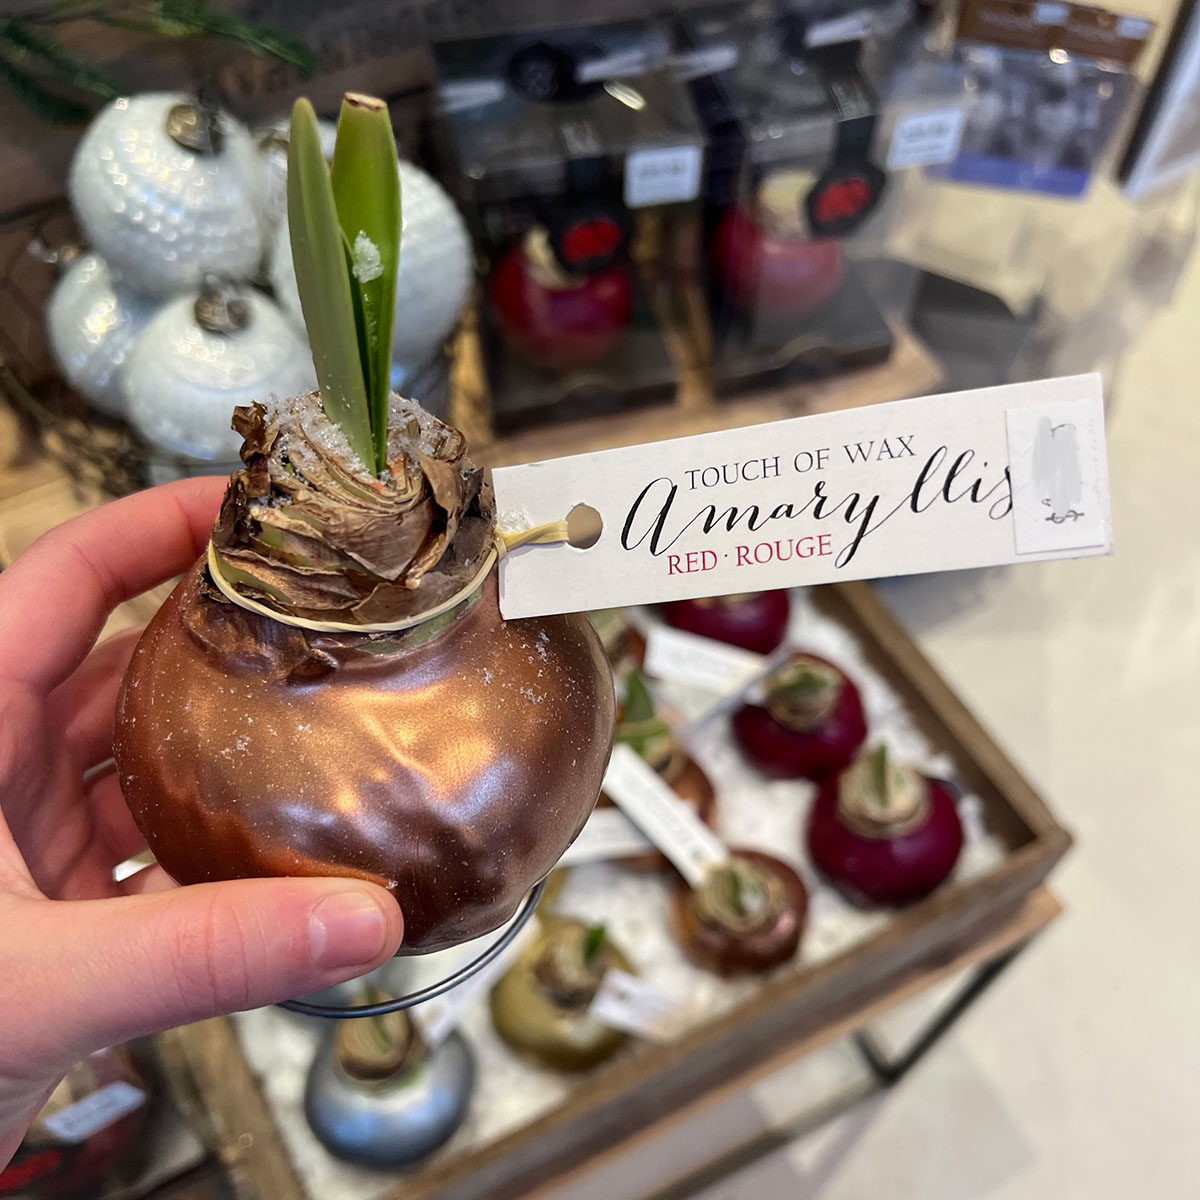 TOUCH OF WAX
Amaryllis
RED · ROUGE
$